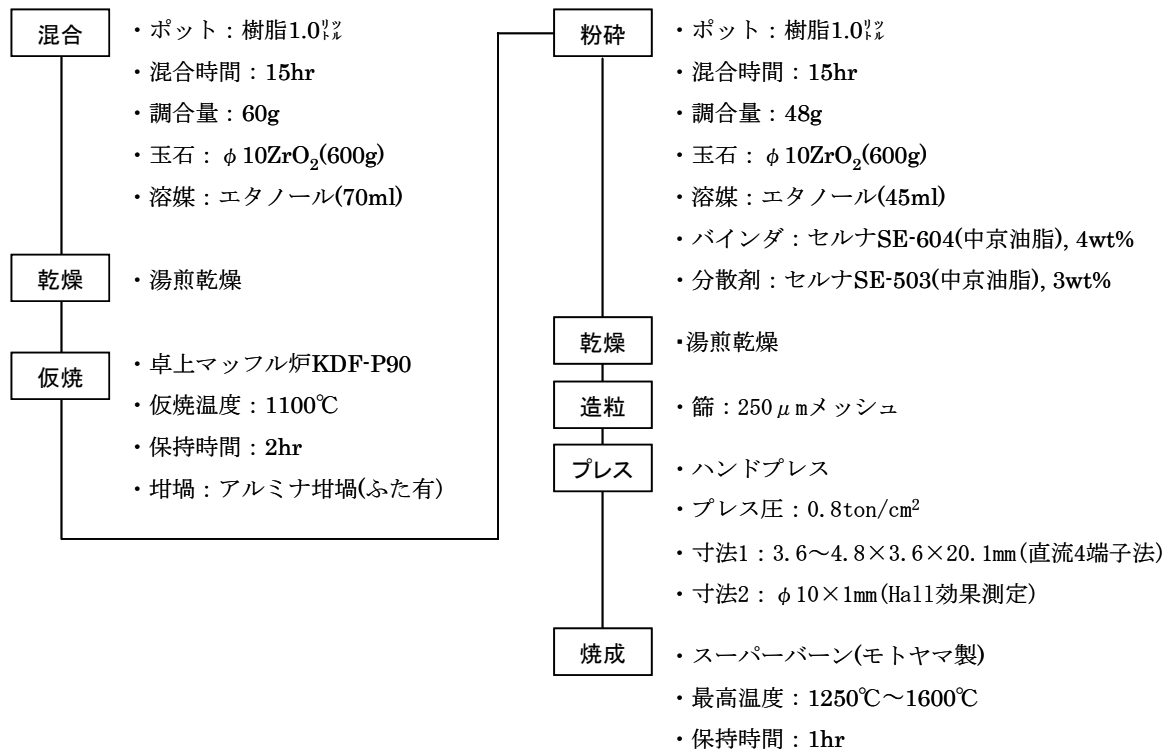 混合
・ポット：樹脂1.0㍑
・混合時間：15hr
・調合量：60g
・玉石：φ10ZrO2(600g)
・溶媒：エタノール(70ml)
乾燥
・湯煎乾燥
仮焼
・卓上マッフル炉KDF-P90
・仮焼温度：1100℃
・保持時間：2hr
・坩堝：アルミナ坩堝(ふた有)
粉砕
・ポット：樹脂1.0㍑
・混合時間：15hr
・調合量：48g
・玉石：φ10ZrO2(600g)
・溶媒：エタノール(45ml)
・バインダ：セルナSE-604(中京油脂), 4wt%
・分散剤：セルナSE-503(中京油脂), 3wt%
乾燥
・湯煎乾燥
造粒
・篩：250μmメッシュ
プレス
・ハンドプレス
・プレス圧：0.8ton/cm2
・寸法1：3.6～4.8×3.6×20.1mm(直流4端子法)
・寸法2：φ10×1mm(Hall効果測定)
焼成
・スーパーバーン(モトヤマ製)
・最高温度：1250℃～1600℃
・保持時間：1hr